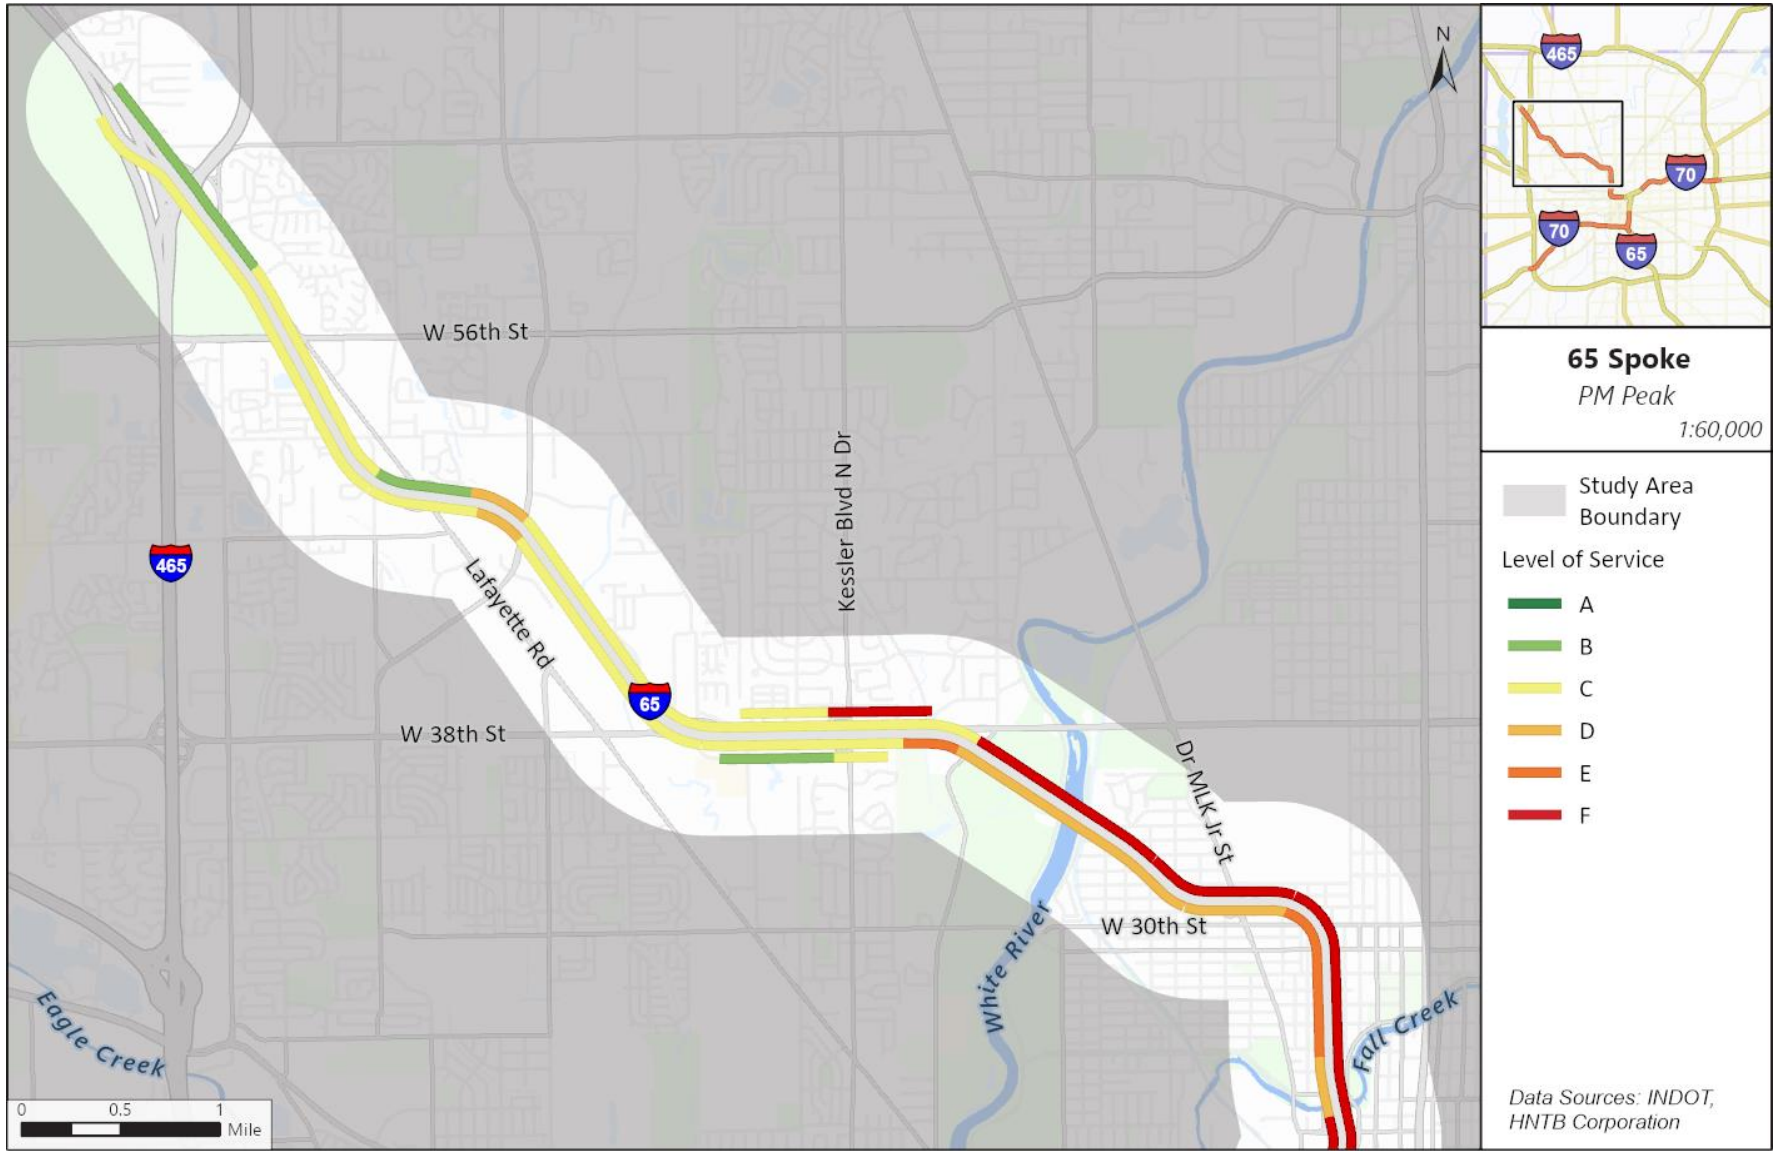 N
W 56th St
Kessler Blvd N Dr
465
Lafayette Rd
65
W 38th St
Dr MLK Jr St
W 30th St
White River
Eagle Creek
Fall Creek
0 0.5 1
Mile
465
70
70
65
65 Spoke
PM Peak
1:60,000
Study Area
Boundary
Level of Service
A
B
C
D
E
F
Data Sources: INDOT,
HNTB Corporation